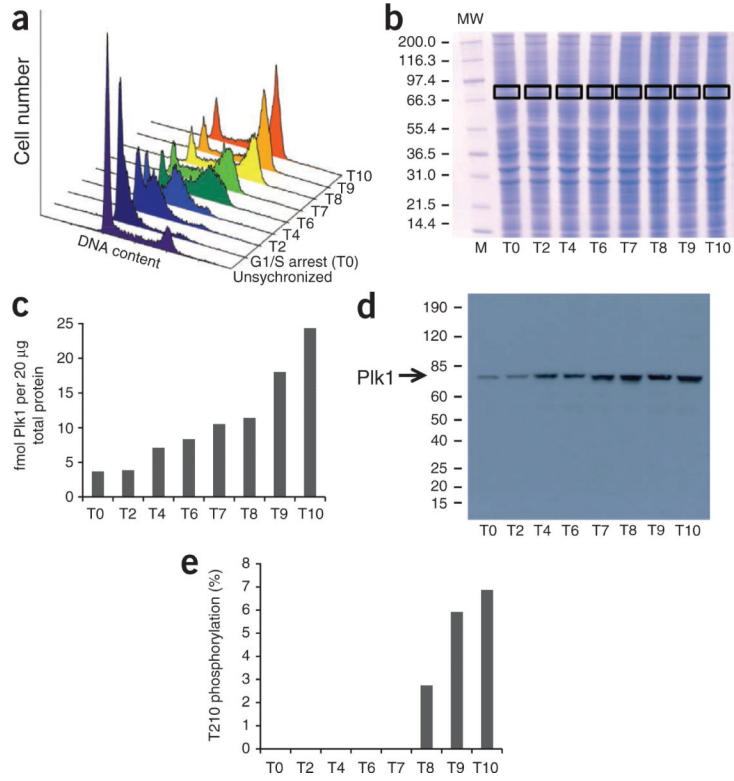 a
Cell number
DNA content
T10
T9
T8
T7
T6
T4
T2
G1/S arrest (T0)
Unsychronized
b
MW
200.0
116.3
97.4
66.3
55.4
36.5
31.0
21.5
14.4
M T0 T2 T4 T6 T7 T8 T9 T10
c
fmol Plk1 per 20 µg
total protein
25
20
15
10
5
0
T0 T2 T4 T6 T7 T8 T9 T10
d
Plk1
190
120
85
60
50
40
25
20
15
T0 T2 T4 T6 T7 T8 T9 T10
e
T210 phosphorylation (%)
8
7
6
5
4
3
2
1
0
T0 T2 T4 T6 T7 T8 T9 T10